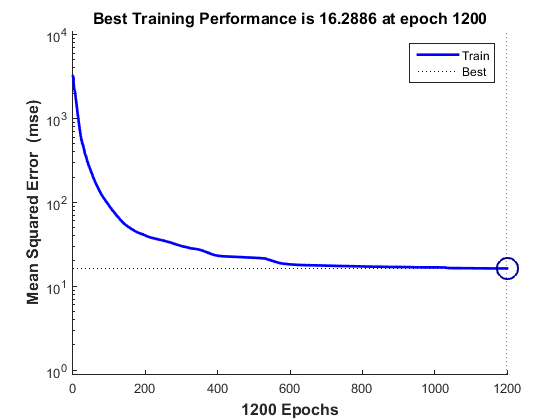 Best Training Performance is 16.2886 at epoch 1200
10^4
10^3
10^2
10^1
10^0
Mean Squared Error (mse)
Train
Best
0 200 400 600 800 1000 1200
1200 Epochs